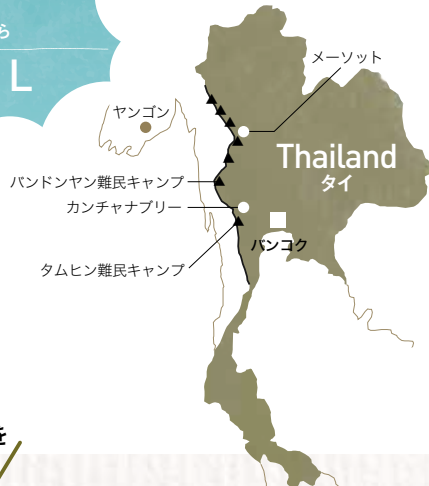 ら
L
メーソット
ヤンゴン
Thailand
タイ
バンドンヤン難民キャンプ
カンチャナブリー
バンコク
タムヒン難民キャンプ
を